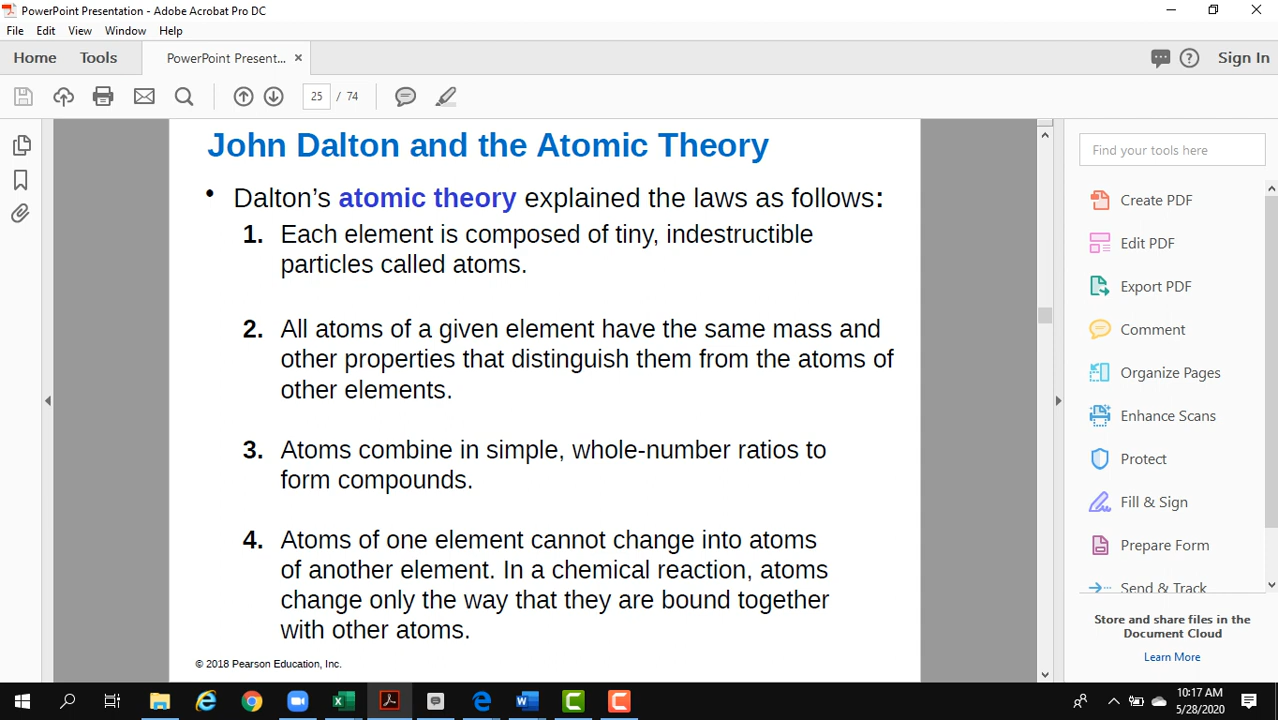 PowerPoint Presentation - Adobe Acrobat Pro DC
File Edit View Window Help
Home Tools PowerPoint Present... × Sign In
25 / 74
John Dalton and the Atomic Theory
• Dalton’s atomic theory explained the laws as follows:
1. Each element is composed of tiny, indestructible
particles called atoms.
2. All atoms of a given element have the same mass and
other properties that distinguish them from the atoms of
other elements.
3. Atoms combine in simple, whole-number ratios to
form compounds.
4. Atoms of one element cannot change into atoms
of another element. In a chemical reaction, atoms
change only the way that they are bound together
with other atoms.
© 2018 Pearson Education, Inc.
Find your tools here
Create PDF
Edit PDF
Export PDF
Comment
Organize Pages
Enhance Scans
Protect
Fill & Sign
Prepare Form
Send & Track
Store and share files in the
Document Cloud
Learn More
10:17 AM
5/28/2020